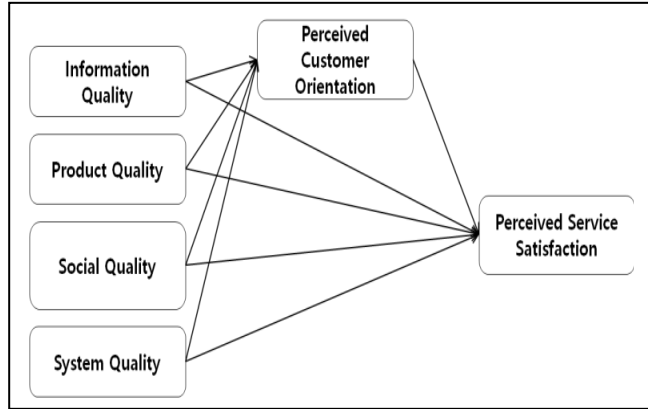 Information
Quality
Product Quality
Social Quality
System Quality
Perceived
Customer
Orientation
Perceived Service
Satisfaction